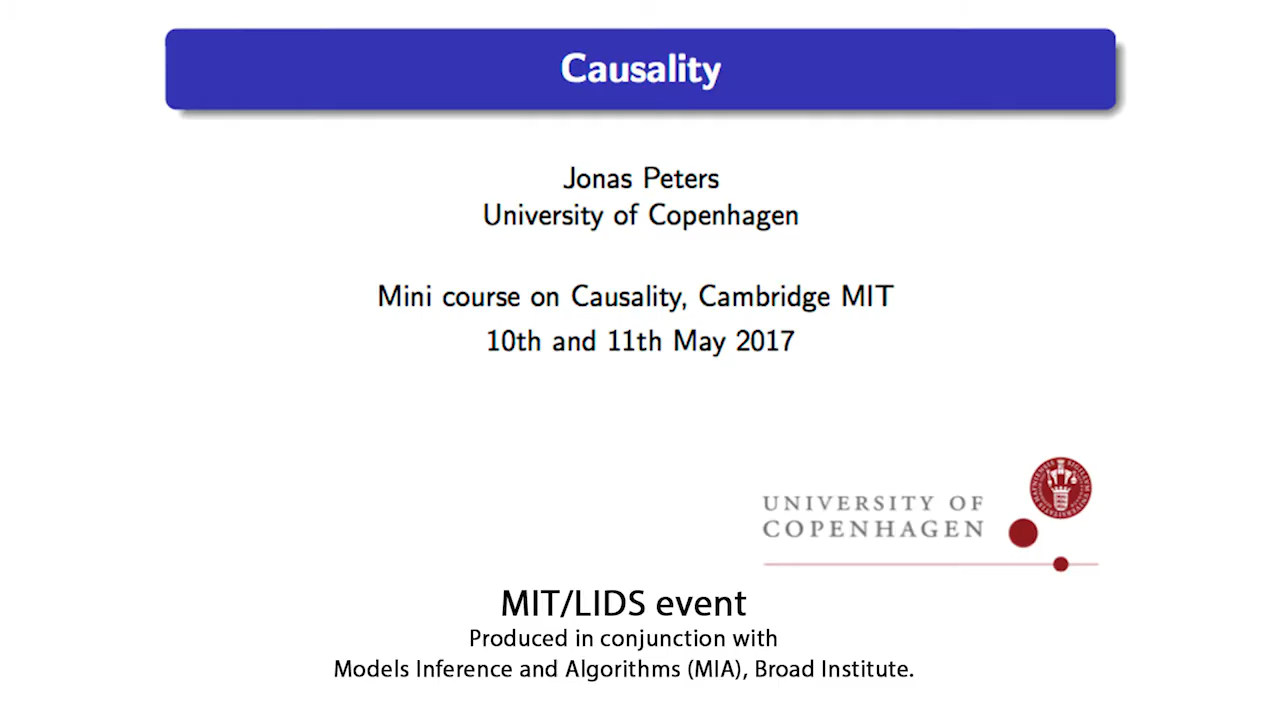 Causality
Jonas Peters
University of Copenhagen
Mini course on Causality, Cambridge MIT
10th and 11th May 2017
UNIVERSITY OF
COPENHAGEN
MIT/LIDS event
Produced in conjunction with
Models Inference and Algorithms (MIA), Broad Institute.